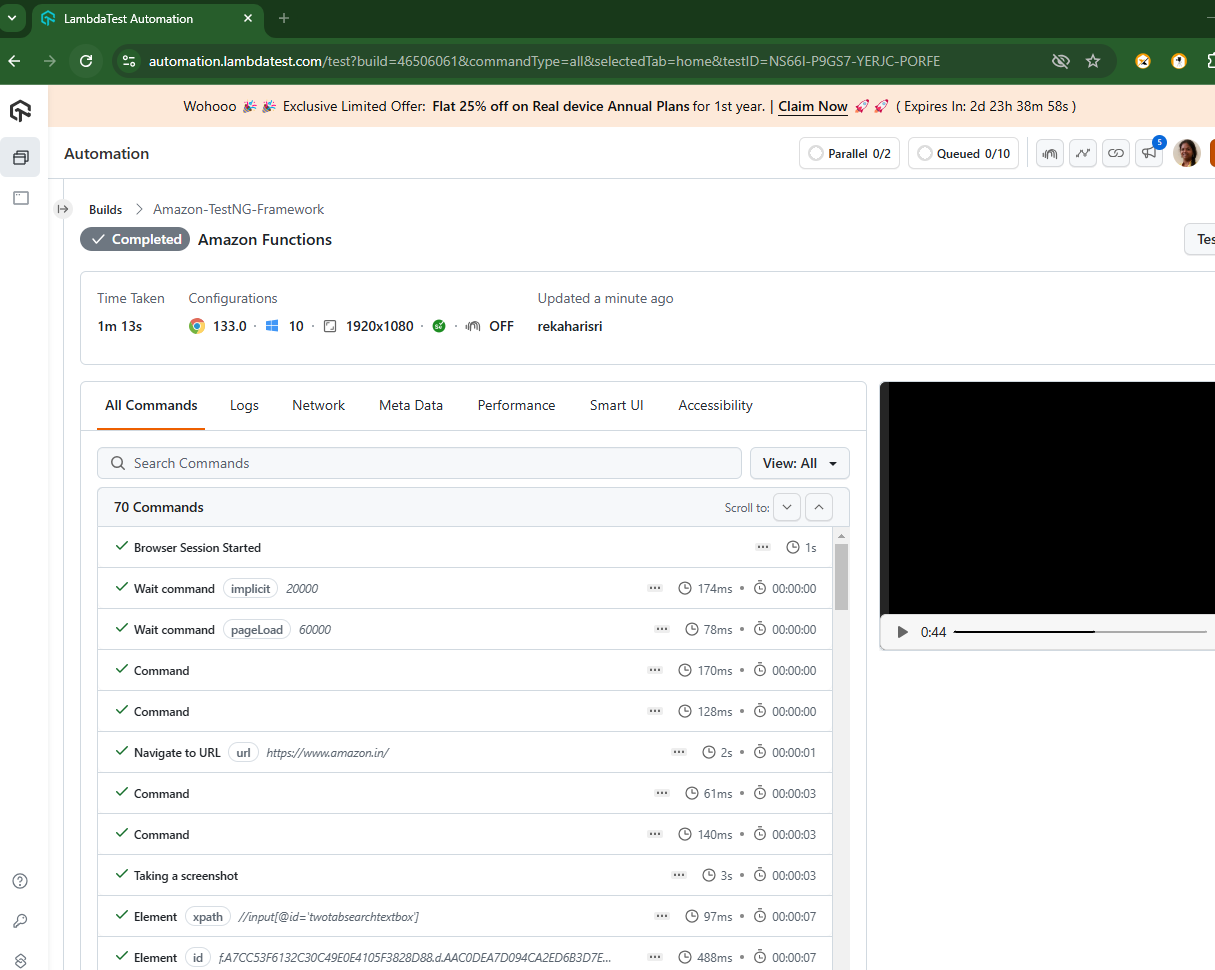 LambdaTest Automation
automation.lambdatest.com/test?build=46506061&commandType=all&selectedTab=home&testID=NS66I-P9GS7-YERJC-PORFE
Wohooo 🎉 🎉 Exclusive Limited Offer: Flat 25% off on Real device Annual Plans for 1st year. | Claim Now 🚀 🚀 ( Expires In: 2d 23h 38m 58s )
Automation
Parallel 0/2
Queued 0/10
5
Builds > Amazon-TestNG-Framework
Completed Amazon Functions
Tes
Time Taken Configurations Updated a minute ago
1m 13s 133.0 · 10 · 1920x1080 · · OFF rekaharisri
All Commands Logs Network Meta Data Performance Smart UI Accessibility
Search Commands View: All
70 Commands Scroll to:
Browser Session Started ... 1s
Wait command implicit 20000 ... 174ms • 00:00:00
Wait command pageLoad 60000 ... 78ms • 00:00:00
Command ... 170ms • 00:00:00
Command ... 128ms • 00:00:00
Navigate to URL url https://www.amazon.in/ ... 2s • 00:00:01
Command ... 61ms • 00:00:03
Command ... 140ms • 00:00:03
Taking a screenshot ... 3s • 00:00:03
Element xpath //input[@id='twotabsearchtextbox'] ... 97ms • 00:00:07
Element id f.A7CC53F6132C30C49E0E4105F3828D88.d.AAC0DEA7D094CA2ED6B3D7E... ... 488ms • 00:00:07
0:44